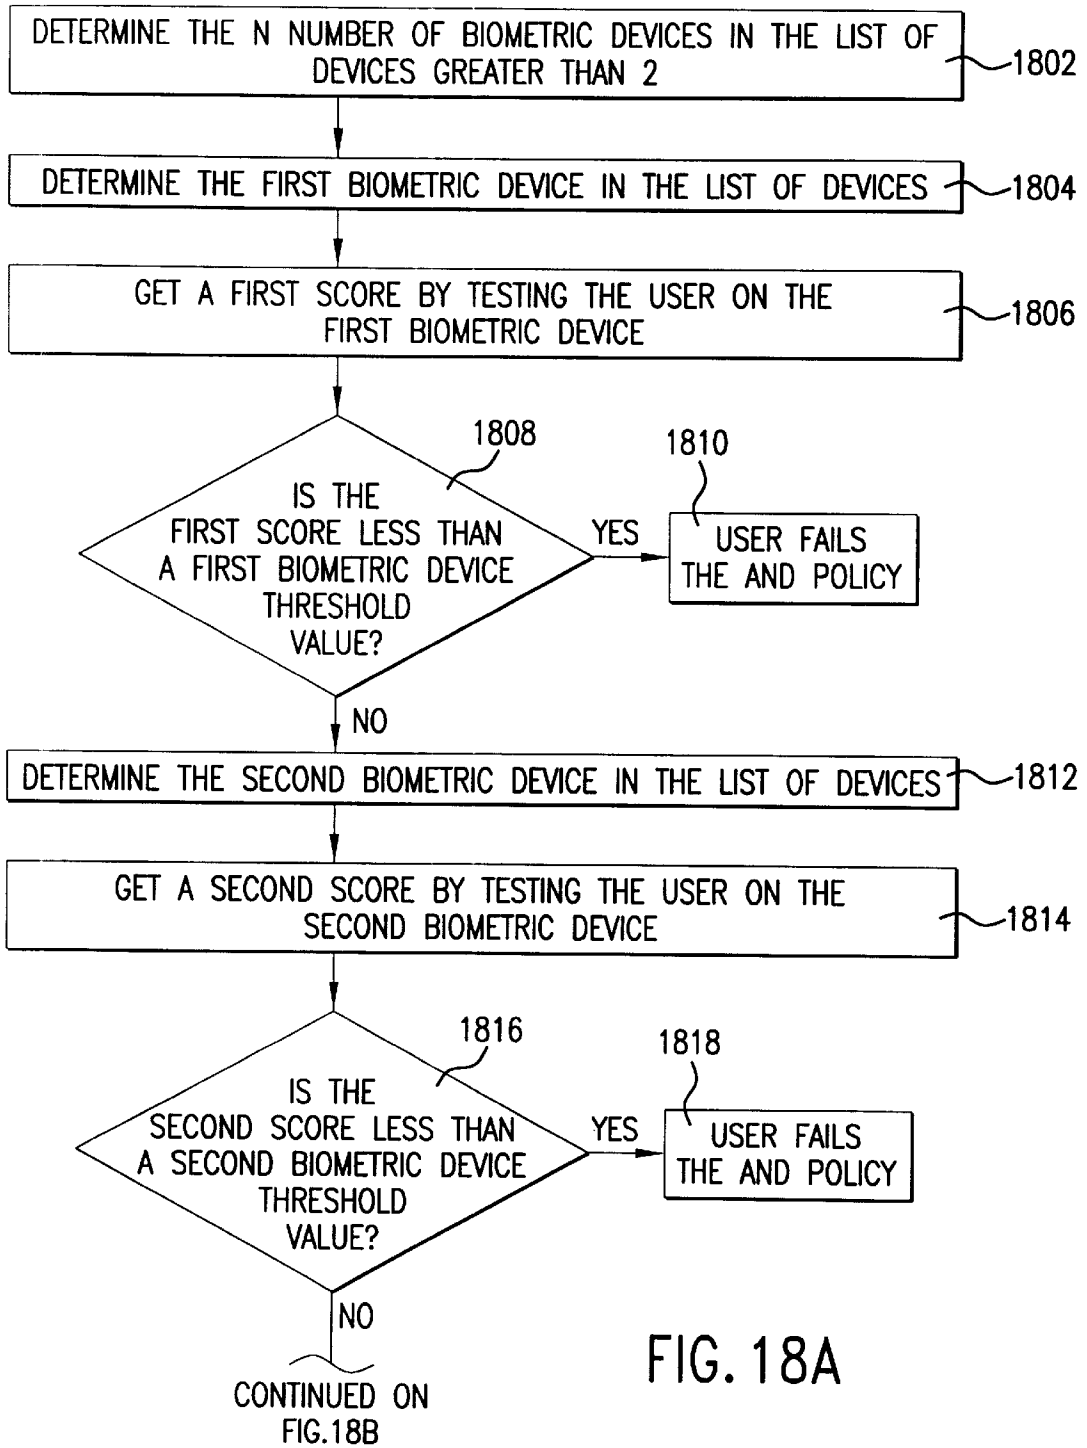 DETERMINE THE N NUMBER OF BIOMETRIC DEVICES IN THE LIST OF
DEVICES GREATER THAN 2
1802
DETERMINE THE FIRST BIOMETRIC DEVICE IN THE LIST OF DEVICES
1804
GET A FIRST SCORE BY TESTING THE USER ON THE
FIRST BIOMETRIC DEVICE
1806
1808
IS THE
FIRST SCORE LESS THAN
A FIRST BIOMETRIC DEVICE
THRESHOLD
VALUE?
YES
1810
USER FAILS
THE AND POLICY
NO
DETERMINE THE SECOND BIOMETRIC DEVICE IN THE LIST OF DEVICES
1812
GET A SECOND SCORE BY TESTING THE USER ON THE
SECOND BIOMETRIC DEVICE
1814
1816
IS THE
SECOND SCORE LESS THAN
A SECOND BIOMETRIC DEVICE
THRESHOLD
VALUE?
YES
1818
USER FAILS
THE AND POLICY
NO
CONTINUED ON
FIG.18B
FIG. 18A